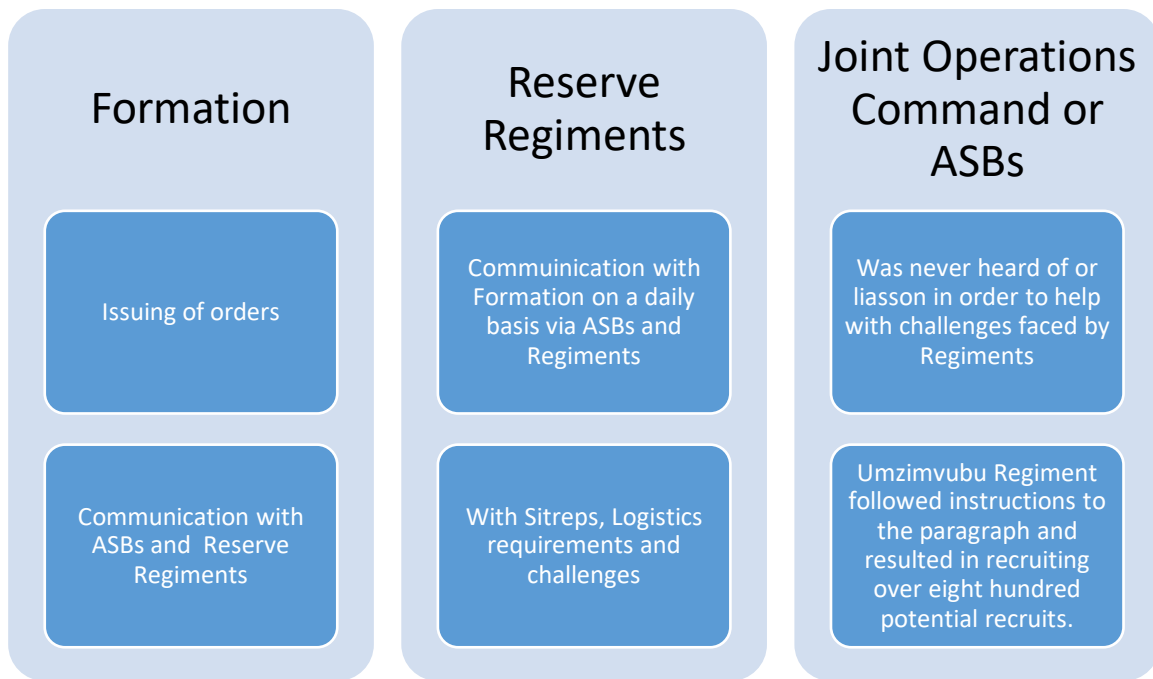 Formation
Issuing of orders
Communication with
ASBs and Reserve
Regiments
Reserve
Regiments
Commuinication with
Formation on a daily
basis via ASBs and
Regiments
With Sitreps, Logistics
requirements and
challenges
Joint Operations
Command or
ASBs
Was never heard of or
liasson in order to help
with challenges faced by
Regiments
Umzimvubu Regiment
followed instructions to
the paragraph and
resulted in recruiting
over eight hundred
potential recruits.